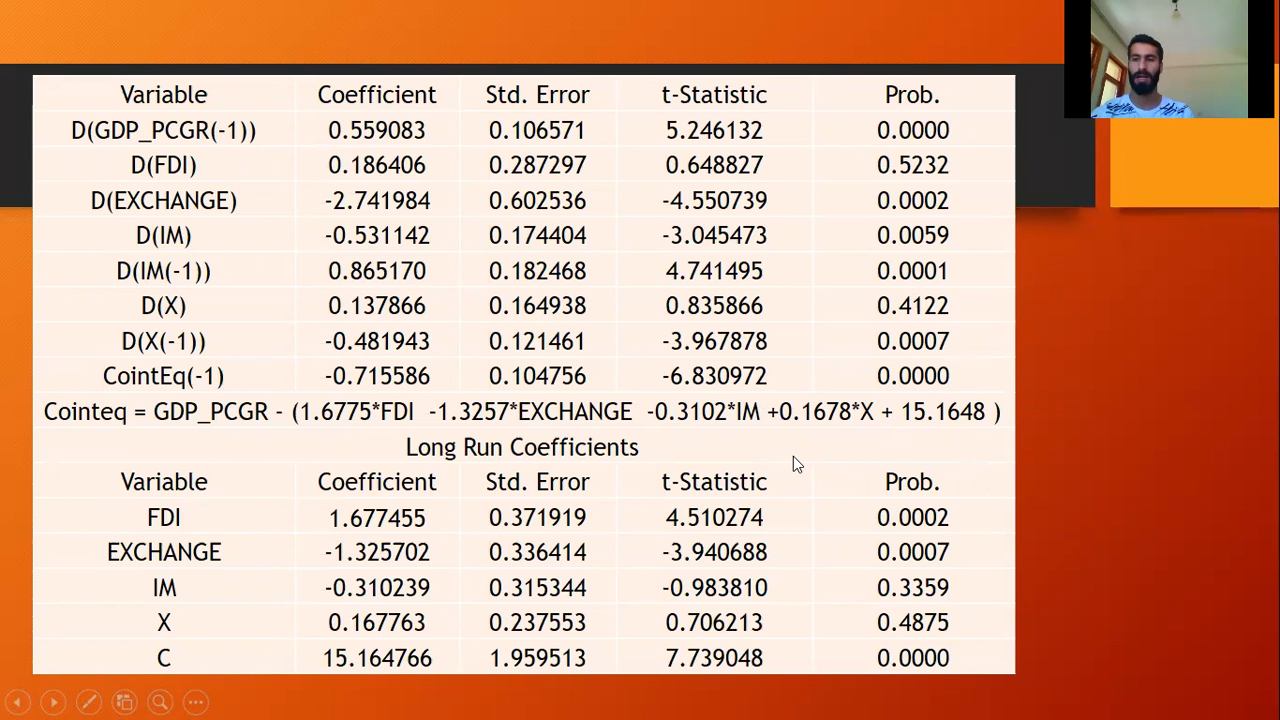 Variable Coefficient Std. Error t-Statistic Prob.
D(GDP_PCGR(-1)) 0.559083 0.106571 5.246132 0.0000
D(FDI) 0.186406 0.287297 0.648827 0.5232
D(EXCHANGE) -2.741984 0.602536 -4.550739 0.0002
D(IM) -0.531142 0.174404 -3.045473 0.0059
D(IM(-1)) 0.865170 0.182468 4.741495 0.0001
D(X) 0.137866 0.164938 0.835866 0.4122
D(X(-1)) -0.481943 0.121461 -3.967878 0.0007
CointEq(-1) -0.715586 0.104756 -6.830972 0.0000
Cointeq = GDP_PCGR - (1.6775*FDI -1.3257*EXCHANGE -0.3102*IM +0.1678*X + 15.1648 )
Long Run Coefficients
Variable Coefficient Std. Error t-Statistic Prob.
FDI 1.677455 0.371919 4.510274 0.0002
EXCHANGE -1.325702 0.336414 -3.940688 0.0007
IM -0.310239 0.315344 -0.983810 0.3359
X 0.167763 0.237553 0.706213 0.4875
C 15.164766 1.959513 7.739048 0.0000